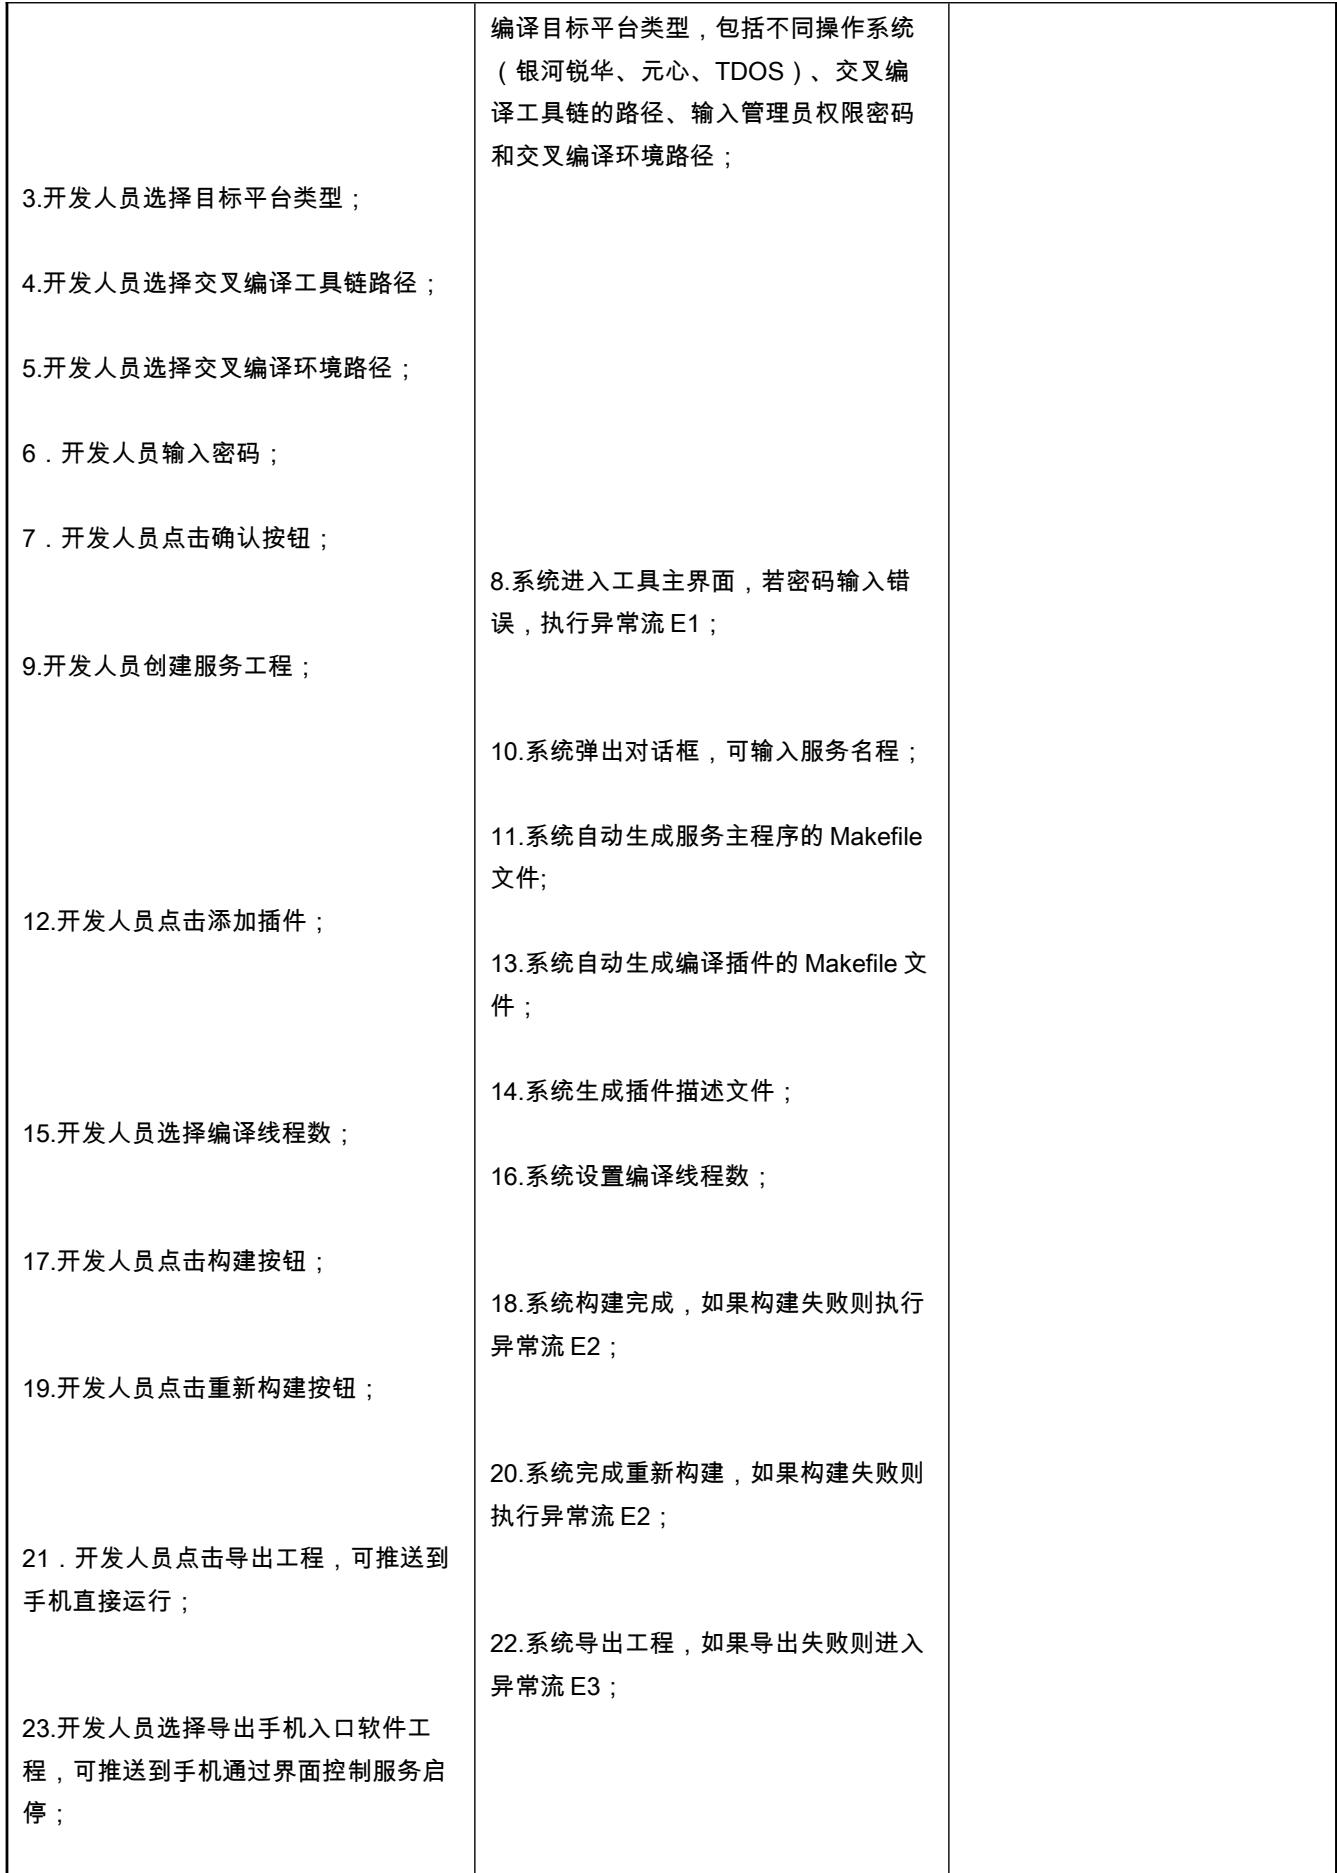 编译目标平台类型，包括不同操作系统
（银河锐华、元心、TDOS）、交叉编
译工具链的路径、输入管理员权限密码
和交叉编译环境路径；
3.开发人员选择目标平台类型；
4.开发人员选择交叉编译工具链路径；
5.开发人员选择交叉编译环境路径；
6．开发人员输入密码；
7．开发人员点击确认按钮；
8.系统进入工具主界面，若密码输入错
误，执行异常流 E1；
9.开发人员创建服务工程；
10.系统弹出对话框，可输入服务名程；
11.系统自动生成服务主程序的 Makefile
文件;
12.开发人员点击添加插件；
13.系统自动生成编译插件的 Makefile 文
件；
14.系统生成插件描述文件；
15.开发人员选择编译线程数；
16.系统设置编译线程数；
17.开发人员点击构建按钮；
18.系统构建完成，如果构建失败则执行
异常流 E2；
19.开发人员点击重新构建按钮；
20.系统完成重新构建，如果构建失败则
执行异常流 E2；
21．开发人员点击导出工程，可推送到
手机直接运行；
22.系统导出工程，如果导出失败则进入
异常流 E3；
23.开发人员选择导出手机入口软件工
程，可推送到手机通过界面控制服务启
停；